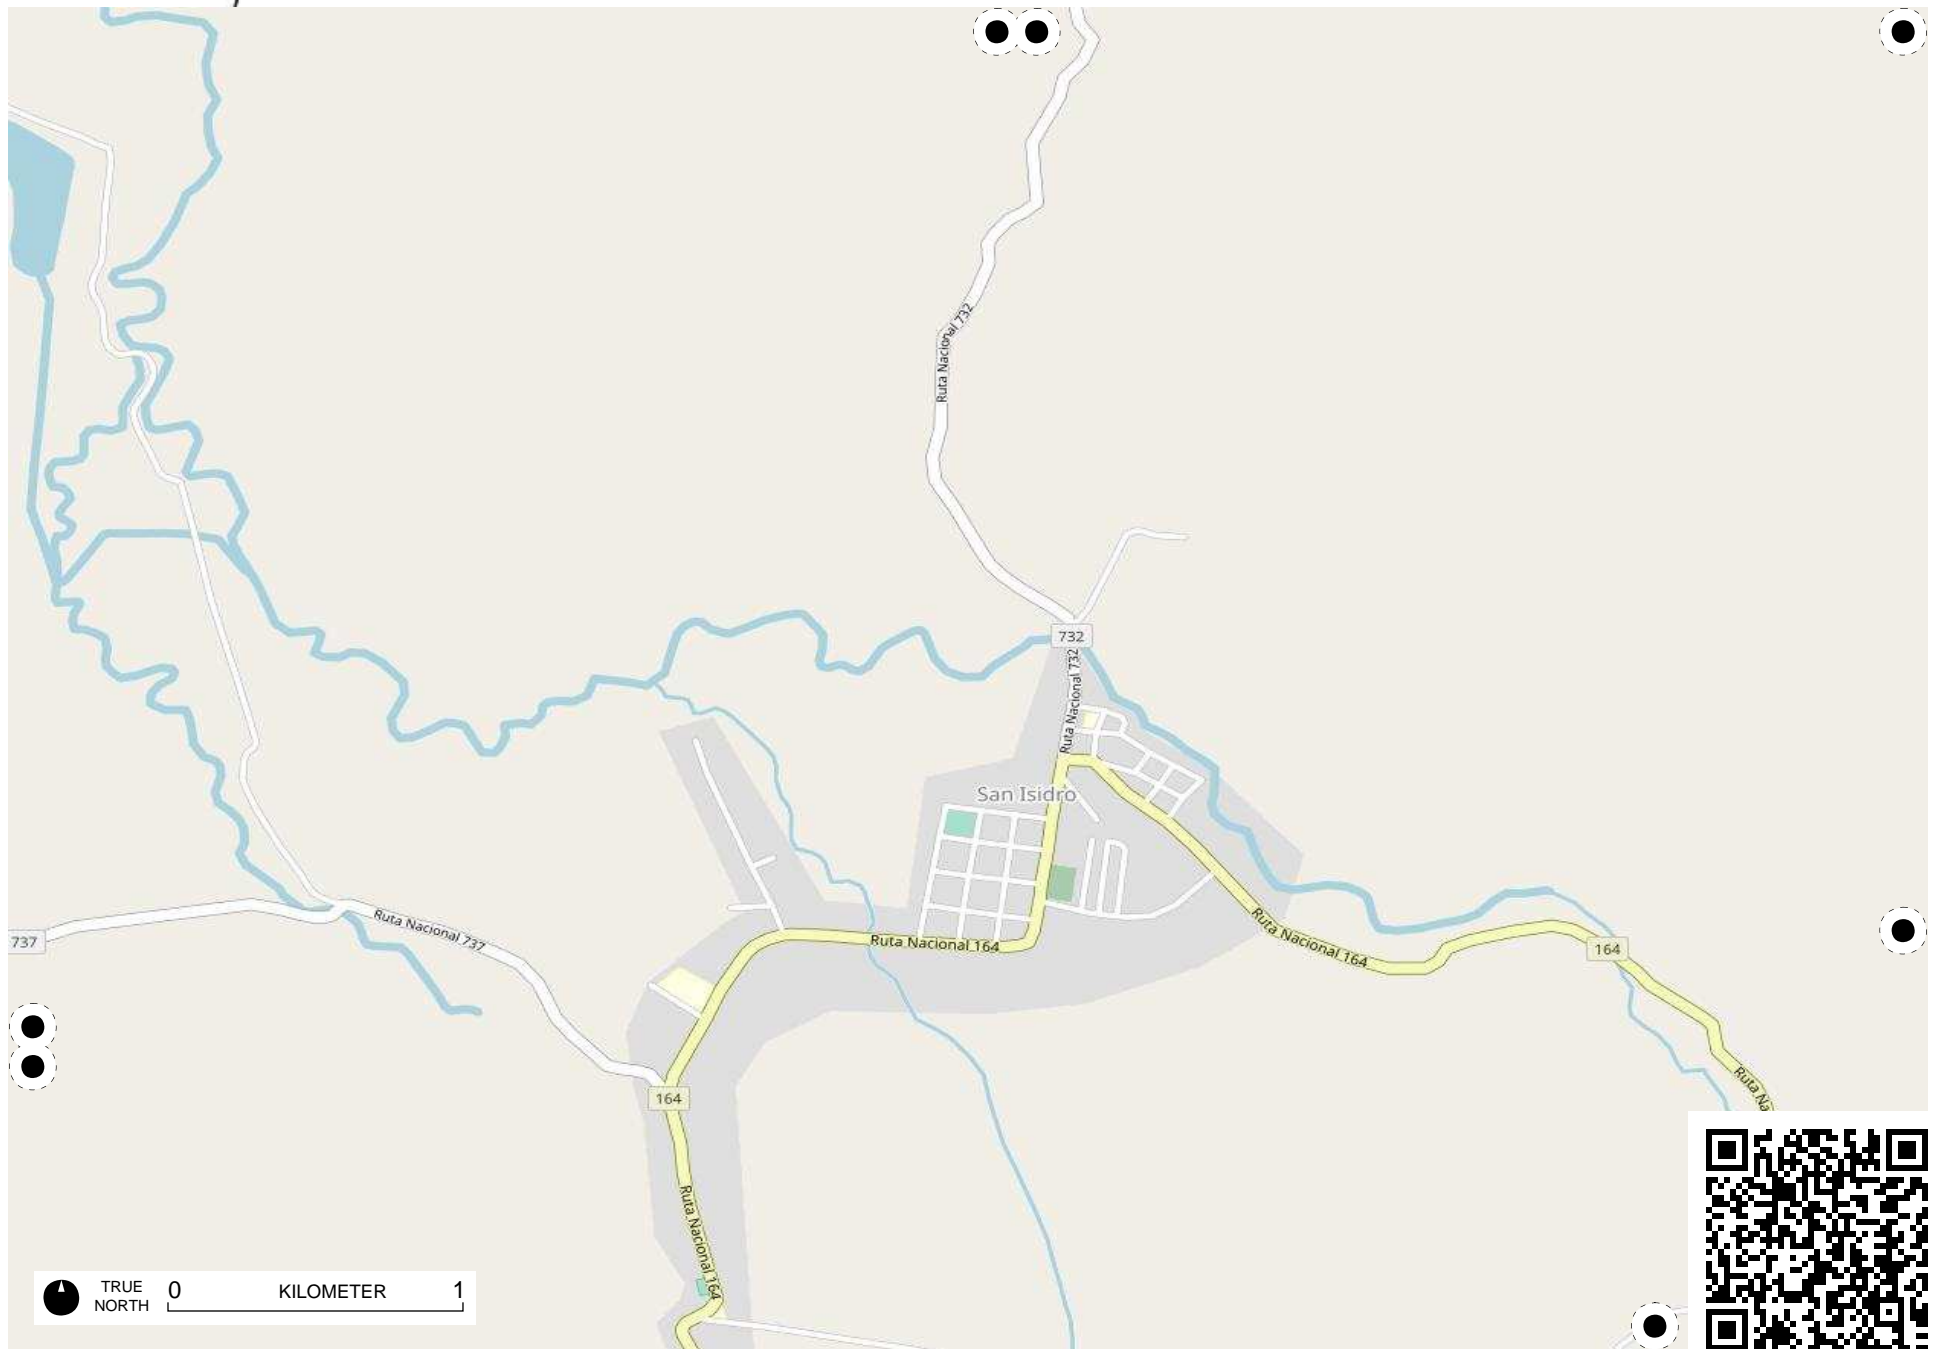 Ruta Nacional 732
732
Ruta Nacional 732
San Isidro
Ruta Nacional 737
737
Ruta Nacional 164
Ruta Nacional 164
164
164
Ruta Na
Ruta Nacional 164
TRUE NORTH
0 KILOMETER 1